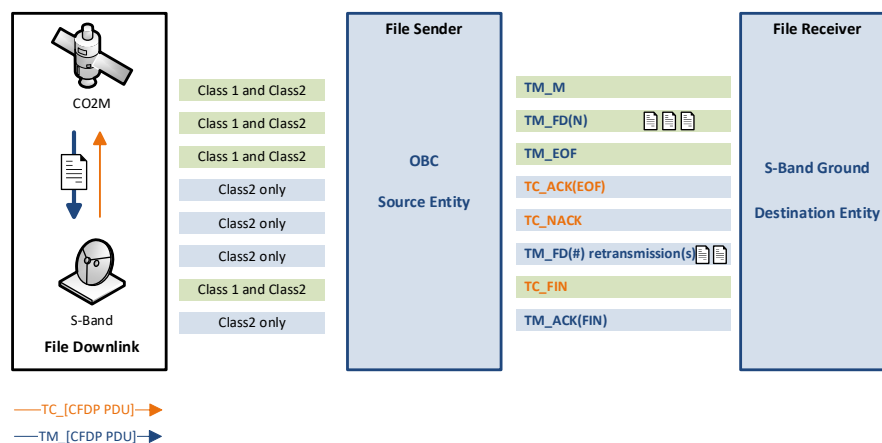 File Sender
File Receiver
CO2M
Class 1 and Class2
TM_M
Class 1 and Class2
TM_FD(N)
Class 1 and Class2
TM_EOF
OBC
Source Entity
S-Band Ground
Destination Entity
Class2 only
TC_ACK(EOF)
Class2 only
TC_NACK
Class2 only
TM_FD(#) retransmission(s)
Class 1 and Class2
TC_FIN
Class2 only
TM_ACK(FIN)
S-Band
File Downlink
TC_[CFDP PDU]
TM_[CFDP PDU]